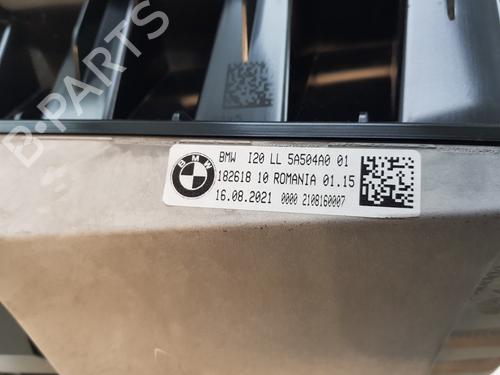 B-PARTS
BMW I20 LL 5A504A0 01
182618 10 ROMANIA 01.15
16.08.2021 0000 2108160007
BMW